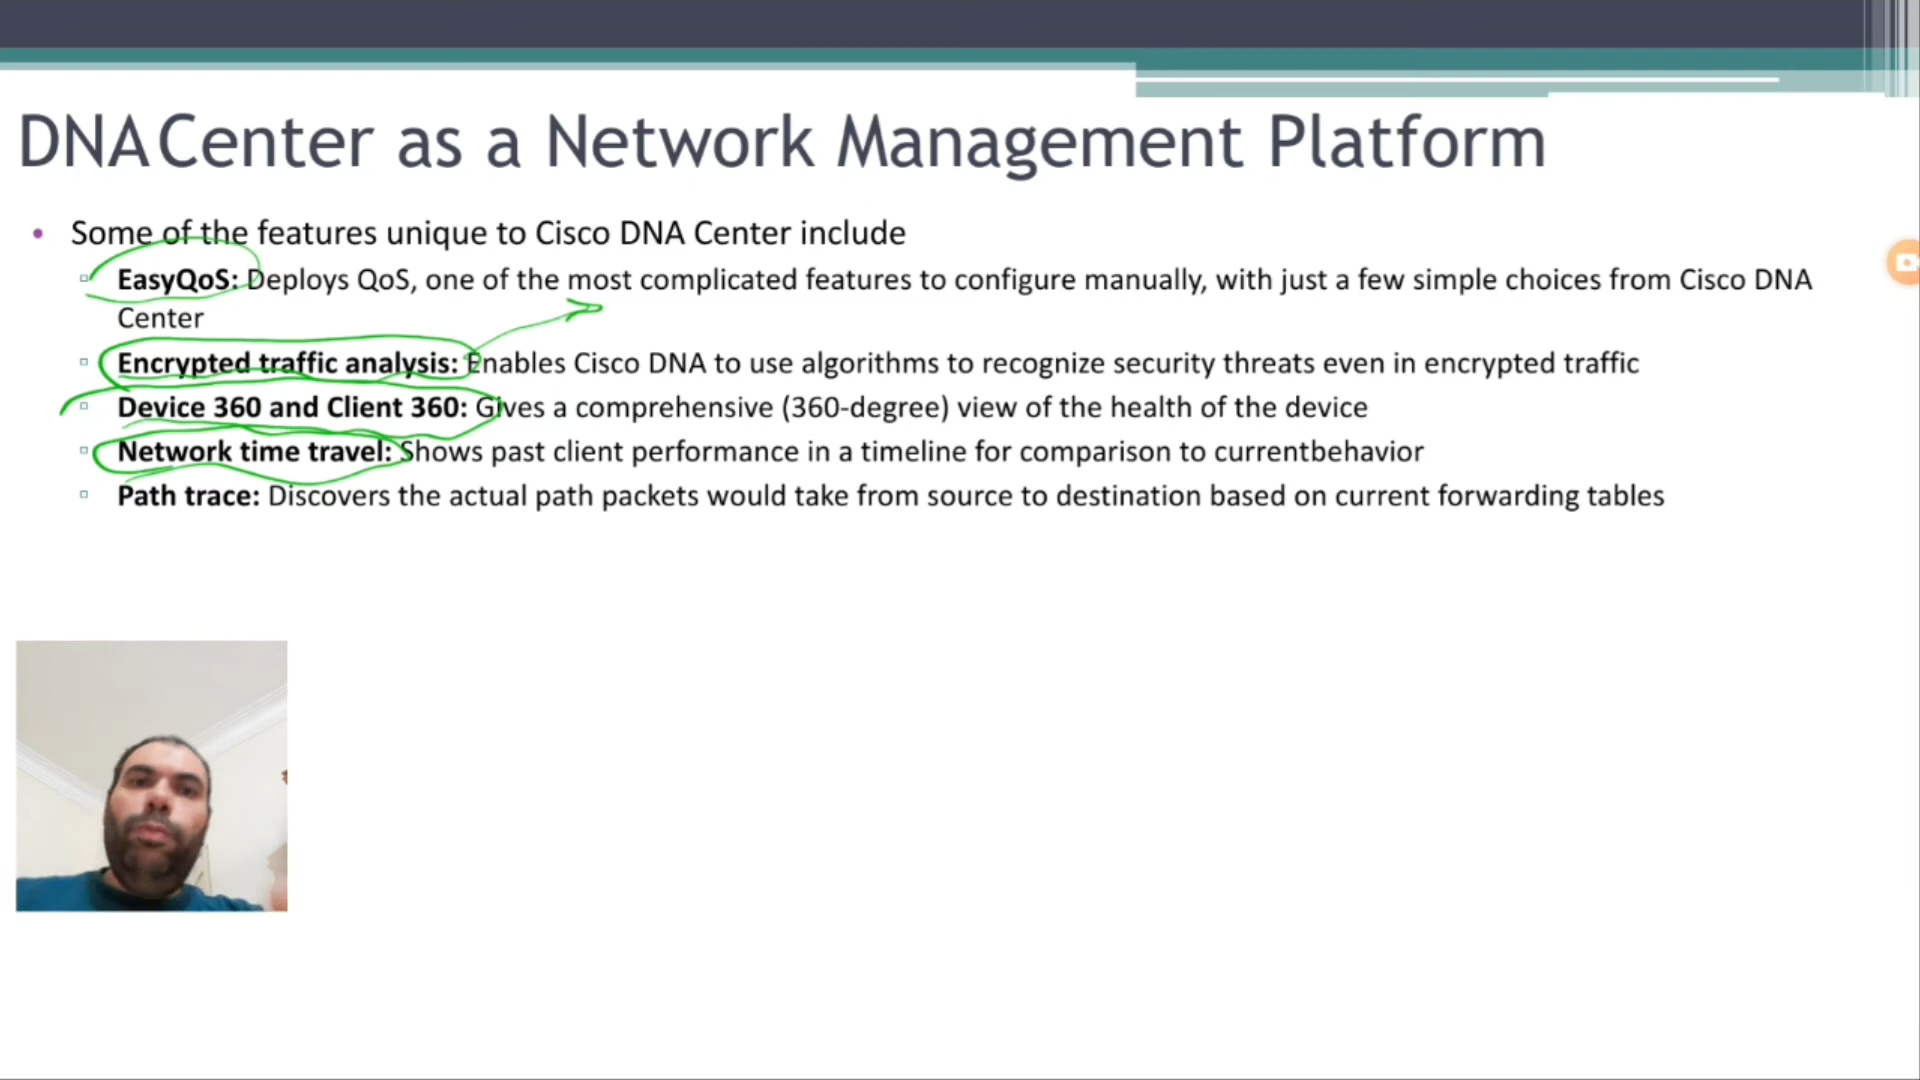 DNA Center as a Network Management Platform
• Some of the features unique to Cisco DNA Center include
▫ EasyQoS: Deploys QoS, one of the most complicated features to configure manually, with just a few simple choices from Cisco DNA
Center
▫ Encrypted traffic analysis: Enables Cisco DNA to use algorithms to recognize security threats even in encrypted traffic
▫ Device 360 and Client 360: Gives a comprehensive (360-degree) view of the health of the device
▫ Network time travel: Shows past client performance in a timeline for comparison to currentbehavior
▫ Path trace: Discovers the actual path packets would take from source to destination based on current forwarding tables